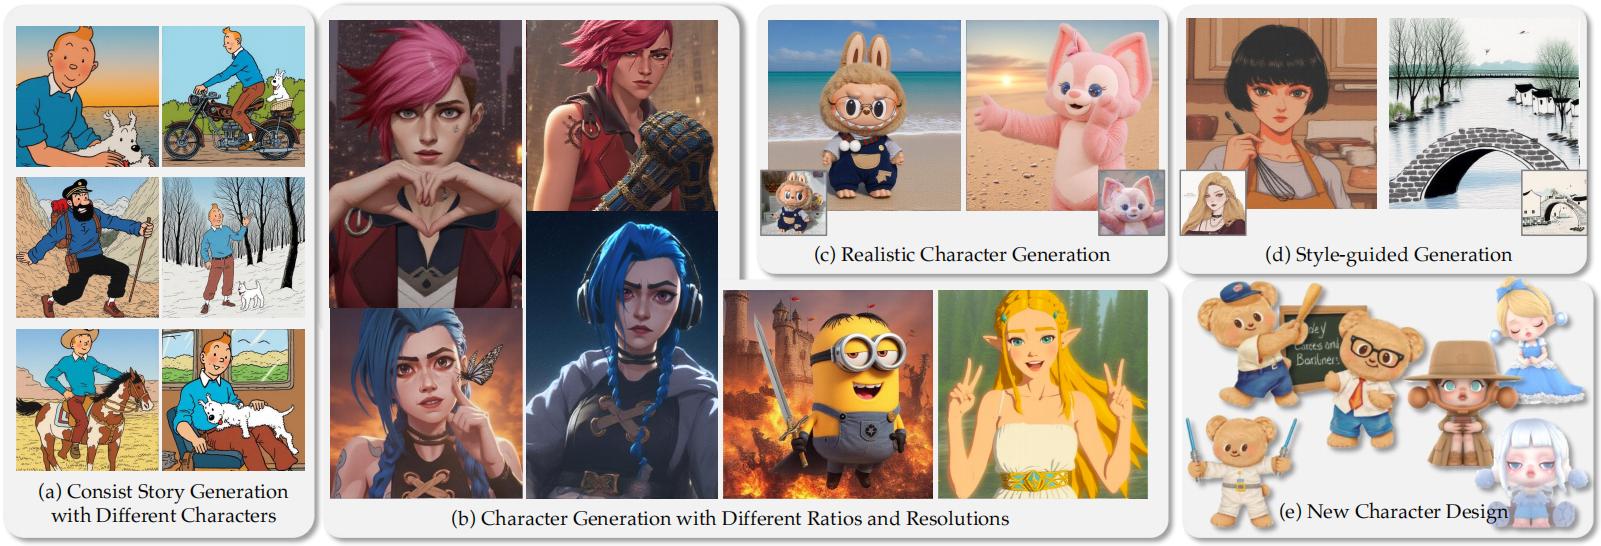 (a) Consist Story Generation
with Different Characters
(b) Character Generation with Different Ratios and Resolutions
(c) Realistic Character Generation
(d) Style-guided Generation
(e) New Character Design